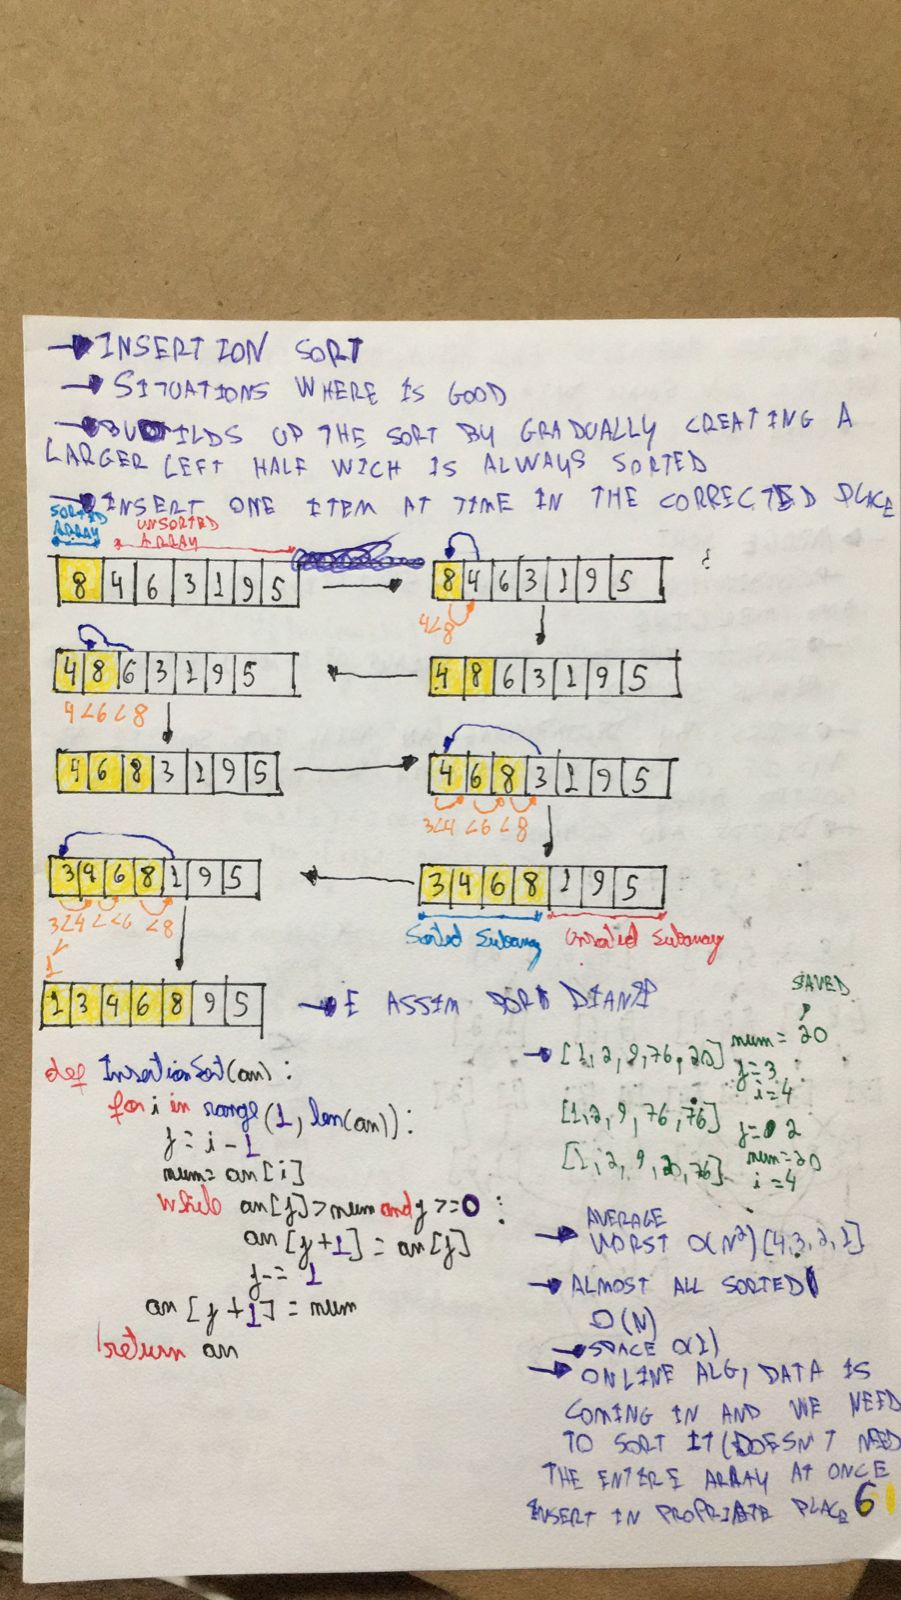 INSERTION SORT
SITUATIONS WHERE IS GOOD
BUILDS UP THE SORT BY GRADUALLY CREATING A
LARGER LEFT HALF WICH IS ALWAYS SORTED
INSERT ONE ITEM AT TIME IN THE CORRECTED PLACE
SORTED
ARRAY
UNSORTED
ARRAY
8 4 6 3 1 9 5
8 4 6 3 1 9 5
4<8
4 8 6 3 1 9 5
4<6<8
4 8 6 3 1 9 5
4 6 8 3 1 9 5
4 6 8 3 1 9 5
3<4 <6 <8
3 4 6 8 1 9 5
3<4 < <6 <8
1
3 4 6 8 1 9 5
Sorted Subarray
Unsorted Subarray
1 3 4 6 8 9 5
E ASSIM POR DIANTE
def InsertionSort(arr):
for i in range(1, len(arr)):
j = i - 1
num = arr[i]
while arr[j] > num and j >= 0:
arr[j+1] = arr[j]
j -= 1
arr[j+1] = num
return arr
SAVED
[1, 2, 9, 76, 20] num = 20
j = 3
i = 4
[1, 2, 9, 76, 76] j = 2
[1, 2, 9, 20, 76] num = 20
i = 4
AVERAGE
WORST O(N²) [4,3,2,1]
ALMOST ALL SORTED
O(N)
SPACE O(1)
ONLINE ALG, DATA IS
COMING IN AND WE NEED
TO SORT IT (DOESN'T NEED
THE ENTIRE ARRAY AT ONCE
INSERT IN PROPRIATE PLACE 6